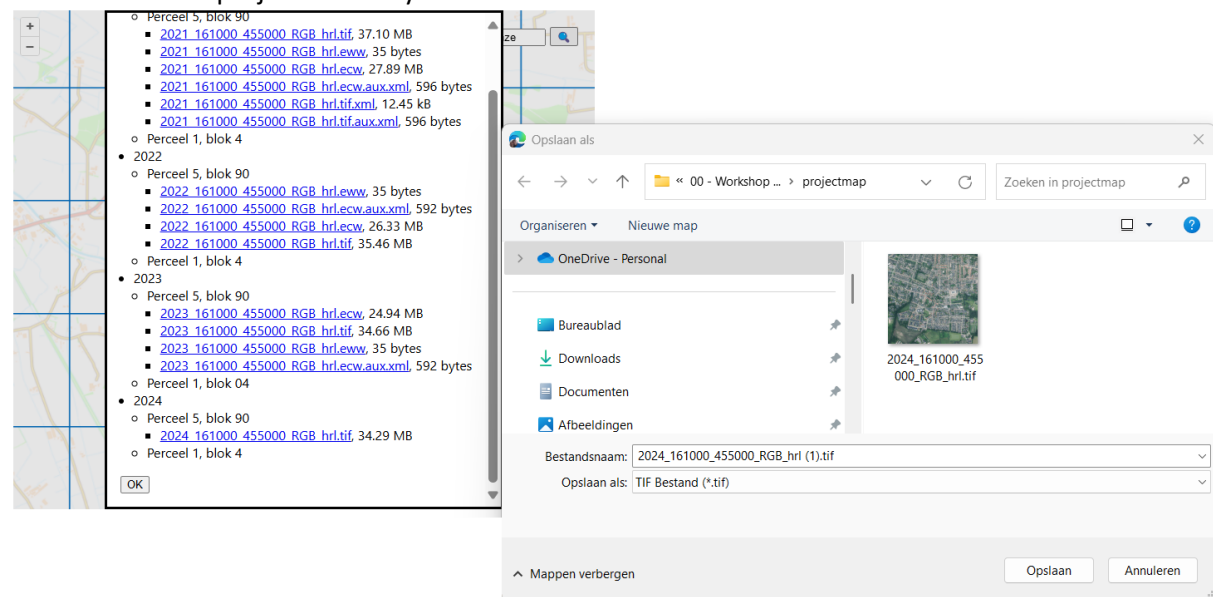 +
−
Perceel 5, blok 90
2021_161000_455000_RGB_hrl.tif, 37.10 MB
2021_161000_455000_RGB_hrl.eww, 35 bytes
2021_161000_455000_RGB_hrl.ecw, 27.89 MB
2021_161000_455000_RGB_hrl.ecw.aux.xml, 596 bytes
2021_161000_455000_RGB_hrl.tif.xml, 12.45 kB
2021_161000_455000_RGB_hrl.tif.aux.xml, 596 bytes
Perceel 1, blok 4
2022
Perceel 5, blok 90
2022_161000_455000_RGB_hrl.eww, 35 bytes
2022_161000_455000_RGB_hrl.ecw.aux.xml, 592 bytes
2022_161000_455000_RGB_hrl.ecw, 26.33 MB
2022_161000_455000_RGB_hrl.tif, 35.46 MB
Perceel 1, blok 4
2023
Perceel 5, blok 90
2023_161000_455000_RGB_hrl.ecw, 24.94 MB
2023_161000_455000_RGB_hrl.tif, 34.66 MB
2023_161000_455000_RGB_hrl.eww, 35 bytes
2023_161000_455000_RGB_hrl.ecw.aux.xml, 592 bytes
Perceel 1, blok 04
2024
Perceel 5, blok 90
2024_161000_455000_RGB_hrl.tif, 34.29 MB
Perceel 1, blok 4
OK
ze
Opslaan als
« 00 - Workshop ... › projectmap
Zoeken in projectmap
Organiseren
Nieuwe map
?
OneDrive - Personal
Bureaublad
Downloads
Documenten
Afbeeldingen
2024_161000_455
000_RGB_hrl.tif
Bestandsnaam: 2024_161000_455000_RGB_hrl (1).tif
Opslaan als: TIF Bestand (*.tif)
Mappen verbergen
Opslaan
Annuleren